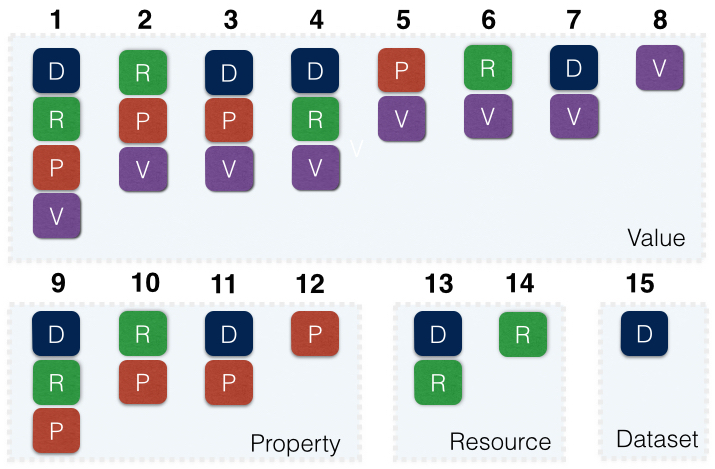 1 2 3 4 5 6 7 8
D R D D P R D V
R P P R V V V
P V V V V
V
Value
9 10 11 12 13 14 15
D R D P D R D
R P P R
P
Property Resource Dataset